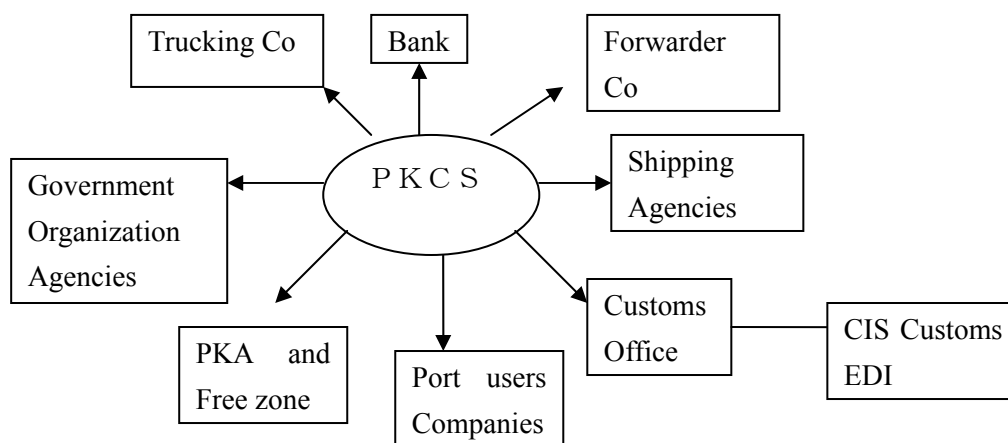 Trucking Co
Bank
Forwarder
Co
PKCS
Government
Organization
Agencies
Shipping
Agencies
PKA and
Free zone
Port users
Companies
Customs
Office
CIS Customs
EDI